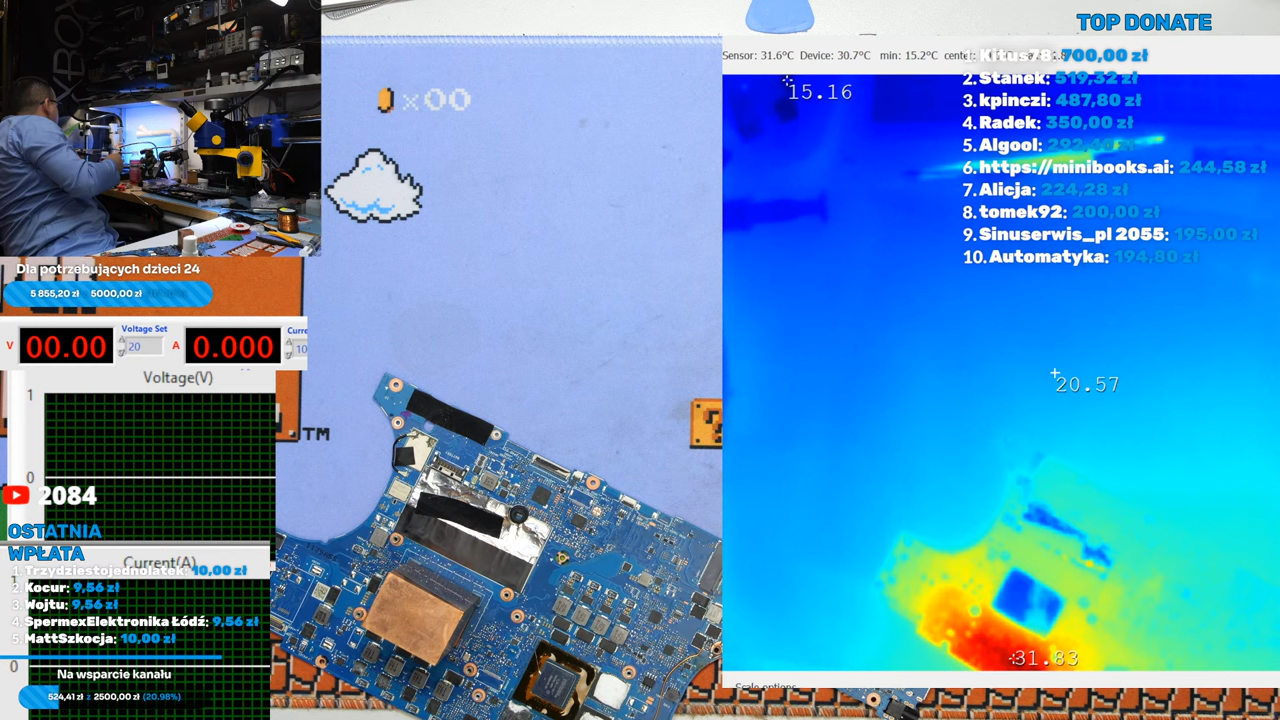 TOP DONATE
Sensor: 31.6°C Device: 30.7°C min: 15.2°C
1. Kitus78: 700,00 zł
2. Stanek: 519,32 zł
3. kpinczi: 487,80 zł
4. Radek: 350,00 zł
5. Algool:
6. https://minibooks.ai: 244,58 zł
7. Alicja: 224,28 zł
8. tomek92: 200,00 zł
9. Sinuserwis_pl 2055: 195,00 zł
10. Automatyka: 194,80 zł
15.16
x00
20.57
31.83
Dla potrzebujących dzieci 24
5 855,20 zł 5000,00 zł
Voltage Set
V 00.00 20 A 0.000 10
Voltage(V)
1
0
TM
?
2084
OSTATNIA
WPŁATA
Current(A)
1. Trzydziestojednolatek: 10,00 zł
2. Kocur: 9,56 zł
3. Wojtu: 9,56 zł
4. SpermexElektronika Łódź: 9,56 zł
5. MattSzkocja: 10,00 zł
0
Na wsparcie kanału
524,41 zł z 2500,00 zł (20.98%)
Scale options